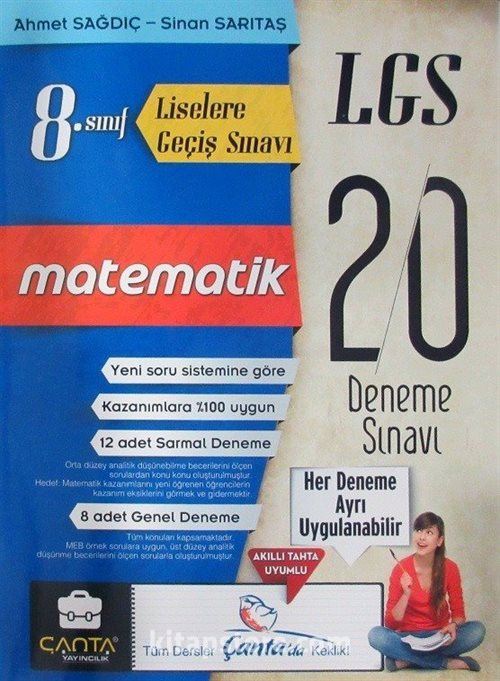 Ahmet SAĞDIÇ – Sinan SARITAŞ
8. sınıf
Liselere
Geçiş Sınavı
LGS
20
Deneme
Sınavı
matematik
Yeni soru sistemine göre
Kazanımlara %100 uygun
12 adet Sarmal Deneme
Orta düzey analitik düşünebilme becerilerini ölçen
sorulardan konu konu oluşturulmuştur.
Hedef: Matematik kazanımlarını yeni öğrenen öğrencilerin
kazanım eksiklerini görmek ve gidermektir.
8 adet Genel Deneme
Tüm konuları kapsamaktadır.
MEB örnek sorulara uygun, üst düzey analitik
düşünme becerilerini ölçen sorularla oluşturulmuştur.
Her Deneme
Ayrı
Uygulanabilir
AKILLI TAHTA
UYUMLU
ÇANTA®
YAYINCILIK
Tüm Dersler Çanta'da Keklik!